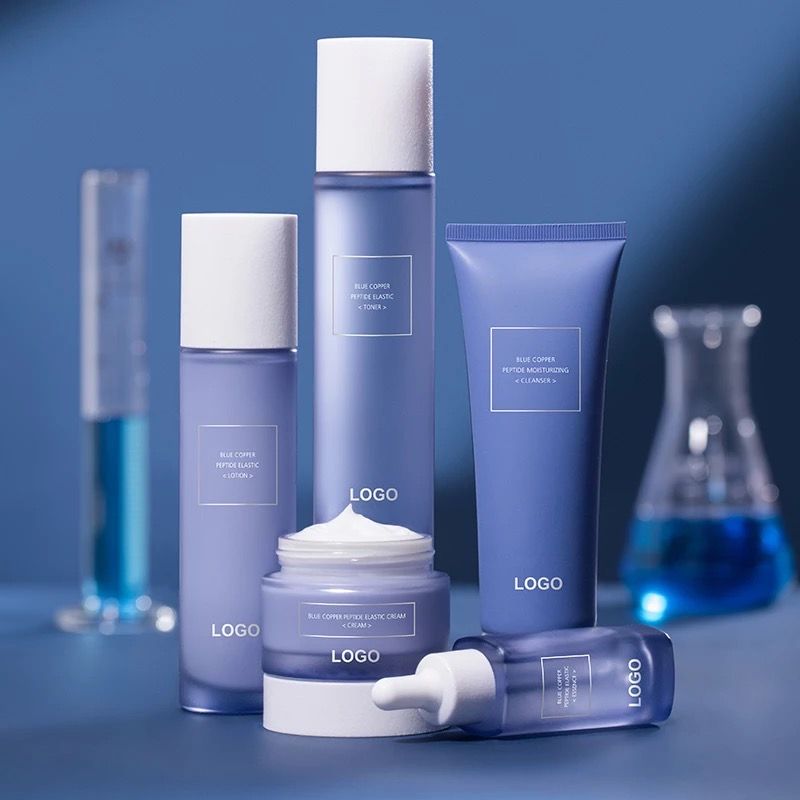 BLUE COPPER
PEPTIDE ELASTIC
< TONER >
LOGO
BLUE COPPER
PEPTIDE MOISTURIZING
< CLEANSER >
LOGO
BLUE COPPER
PEPTIDE ELASTIC
< LOTION >
LOGO
BLUE COPPER PEPTIDE ELASTIC CREAM
< CREAM >
LOGO
BLUE COPPER
PEPTIDE ELASTIC
< ESSENCE >
LOGO